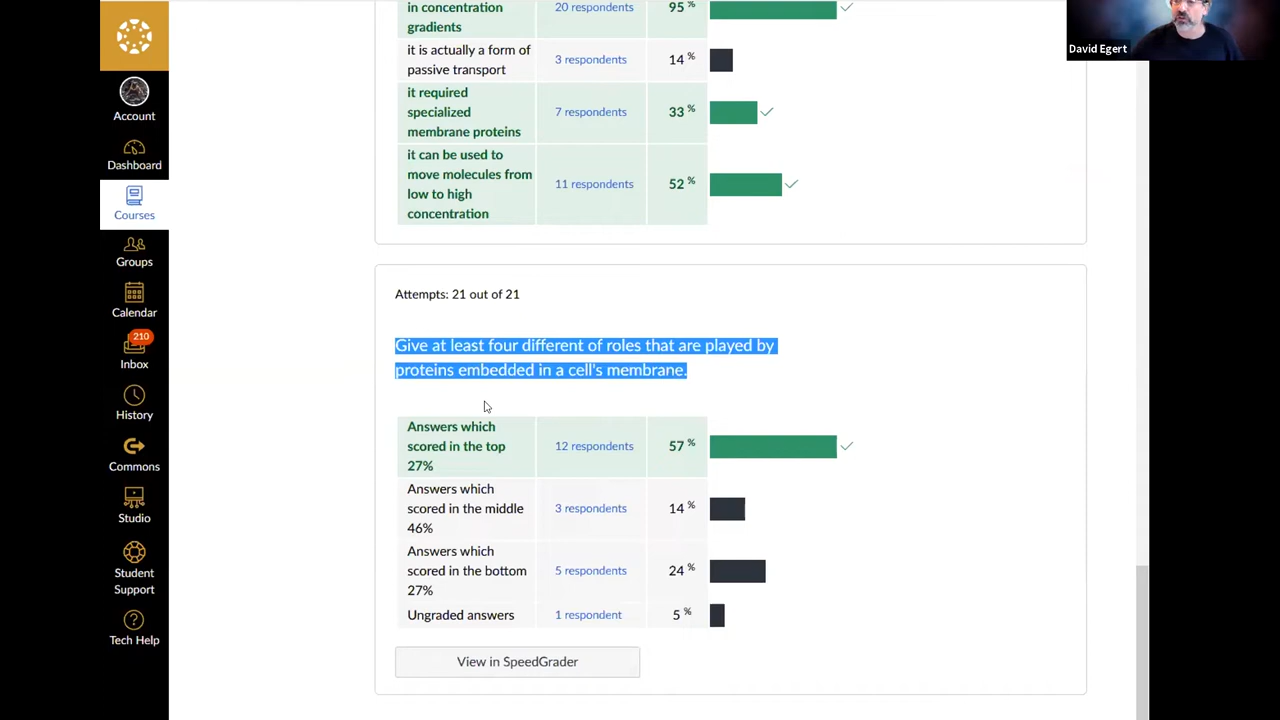 David Egert
Account
Dashboard
Courses
Groups
Calendar
210
Inbox
History
Commons
Studio
Student
Support
Tech Help
in concentration
gradients
20 respondents
95 %
it is actually a form of
passive transport
3 respondents
14 %
it required
specialized
membrane proteins
7 respondents
33 %
it can be used to
move molecules from
low to high
concentration
11 respondents
52 %
Attempts: 21 out of 21
Give at least four different of roles that are played by
proteins embedded in a cell's membrane.
Answers which
scored in the top
27%
12 respondents
57 %
Answers which
scored in the middle
46%
3 respondents
14 %
Answers which
scored in the bottom
27%
5 respondents
24 %
Ungraded answers
1 respondent
5 %
View in SpeedGrader